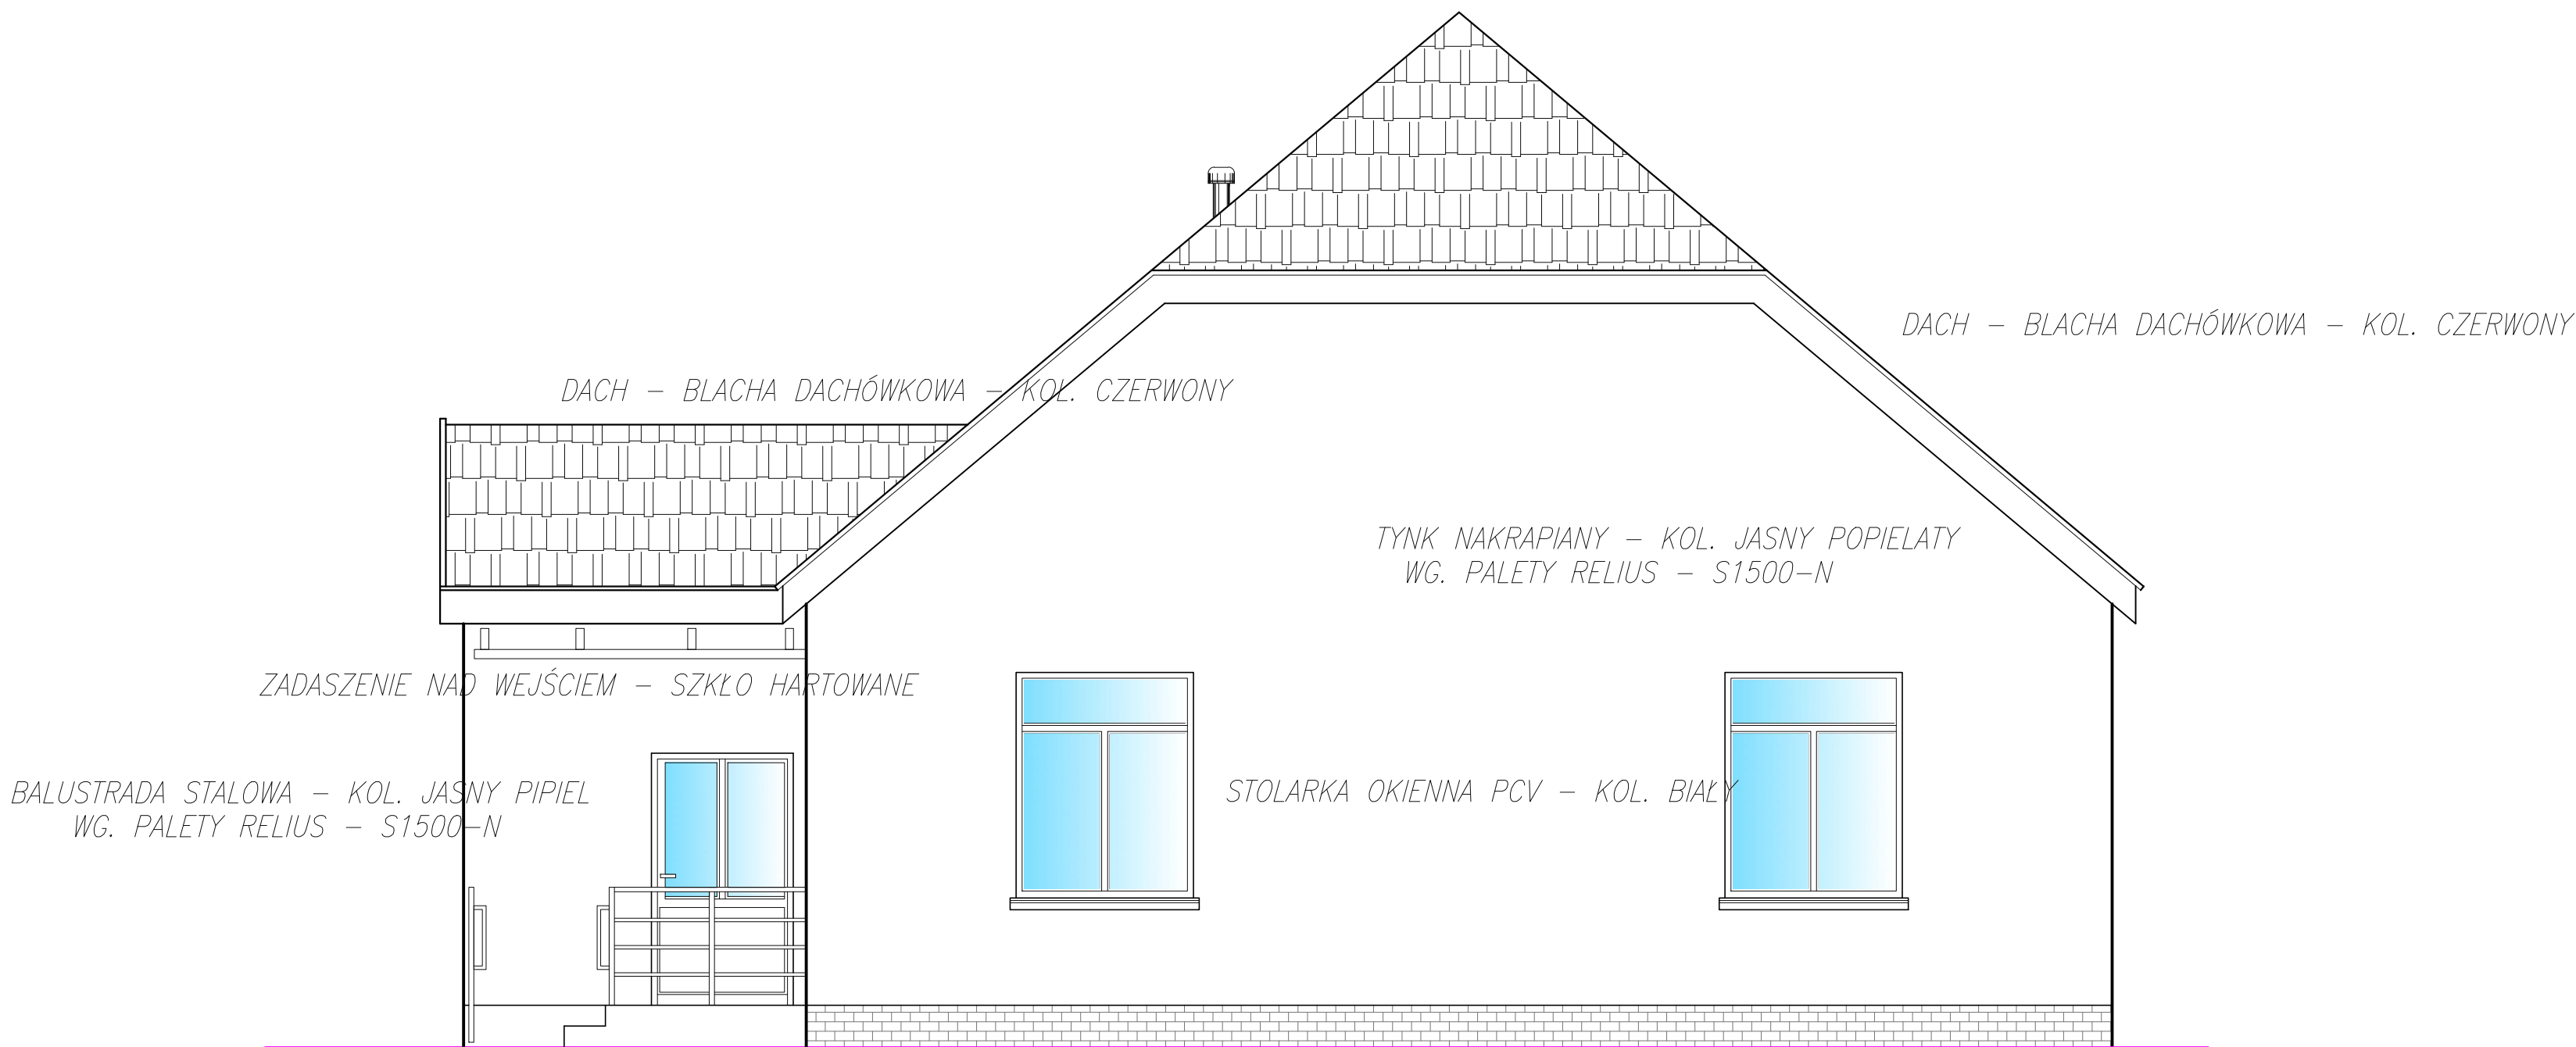 DACH - BLACHA DACHÓWKOWA - KOL. CZERWONY
DACH - BLACHA DACHÓWKOWA - KOL. CZERWONY
TYNK NAKRAPIANY - KOL. JASNY POPIELATY
WG. PALETY RELIUS - S1500-N
ZADASZENIE NAD WEJŚCIEM - SZKŁO HARTOWANE
BALUSTRADA STALOWA - KOL. JASNY PIPIEL
WG. PALETY RELIUS - S1500-N
STOLARKA OKIENNA PCV - KOL. BIAŁY